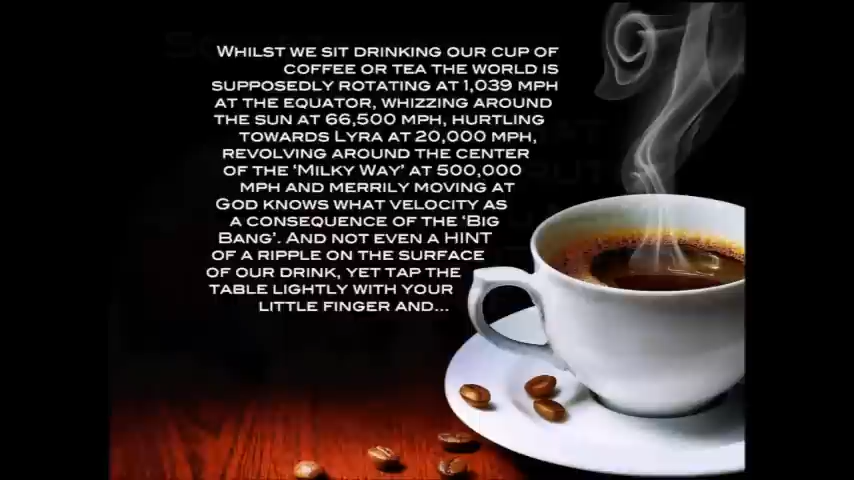 Whilst we sit drinking our cup of
coffee or tea the world is
supposedly rotating at 1,039 mph
at the equator, whizzing around
the sun at 66,500 mph, hurtling
towards Lyra at 20,000 mph,
revolving around the center
of the ‘Milky Way’ at 500,000
mph and merrily moving at
God knows what velocity as
a consequence of the ‘Big
Bang’. And not even a hint
of a ripple on the surface
of our drink, yet tap the
table lightly with your
little finger and...